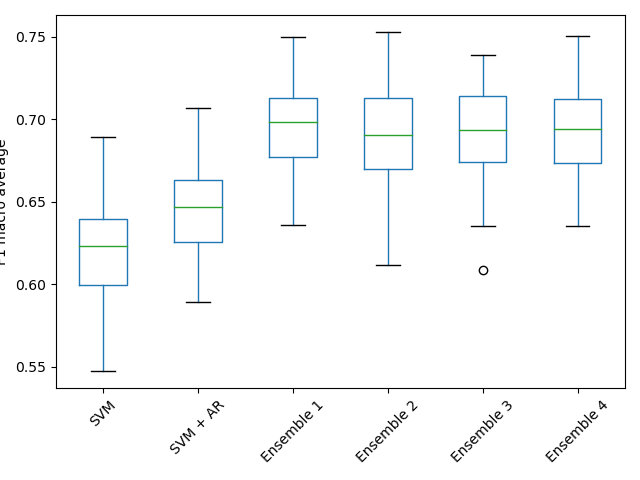 F1 macro average
0.75
0.70
0.65
0.60
0.55
SVM
SVM + AR
Ensemble 1
Ensemble 2
Ensemble 3
Ensemble 4